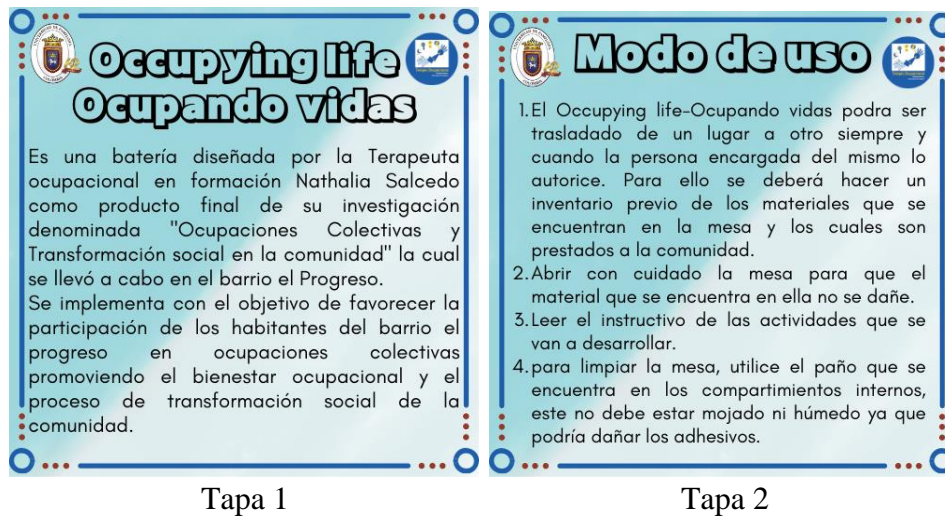 Occupying life
Ocupando vidas
Es una batería diseñada por la Terapeuta
ocupacional en formación Nathalia Salcedo
como producto final de su investigación
denominada "Ocupaciones Colectivas y
Transformación social en la comunidad" la cual
se llevó a cabo en el barrio el Progreso.
Se implementa con el objetivo de favorecer la
participación de los habitantes del barrio el
progreso en ocupaciones colectivas
promoviendo el bienestar ocupacional y el
proceso de transformación social de la
comunidad.
Tapa 1
Modo de uso
1. El Occupying life-Ocupando vidas podra ser
trasladado de un lugar a otro siempre y
cuando la persona encargada del mismo lo
autorice. Para ello se deberá hacer un
inventario previo de los materiales que se
encuentran en la mesa y los cuales son
prestados a la comunidad.
2. Abrir con cuidado la mesa para que el
material que se encuentra en ella no se dañe.
3. Leer el instructivo de las actividades que se
van a desarrollar.
4. para limpiar la mesa, utilice el paño que se
encuentra en los compartimientos internos,
este no debe estar mojado ni húmedo ya que
podría dañar los adhesivos.
Tapa 2